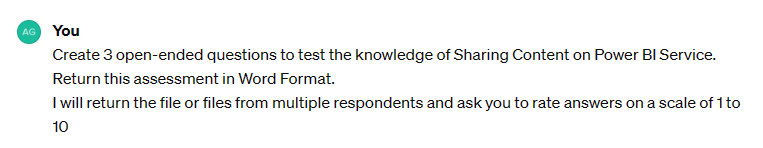 AG You
Create 3 open-ended questions to test the knowledge of Sharing Content on Power BI Service.
Return this assessment in Word Format.
I will return the file or files from multiple respondents and ask you to rate answers on a scale of 1 to
10